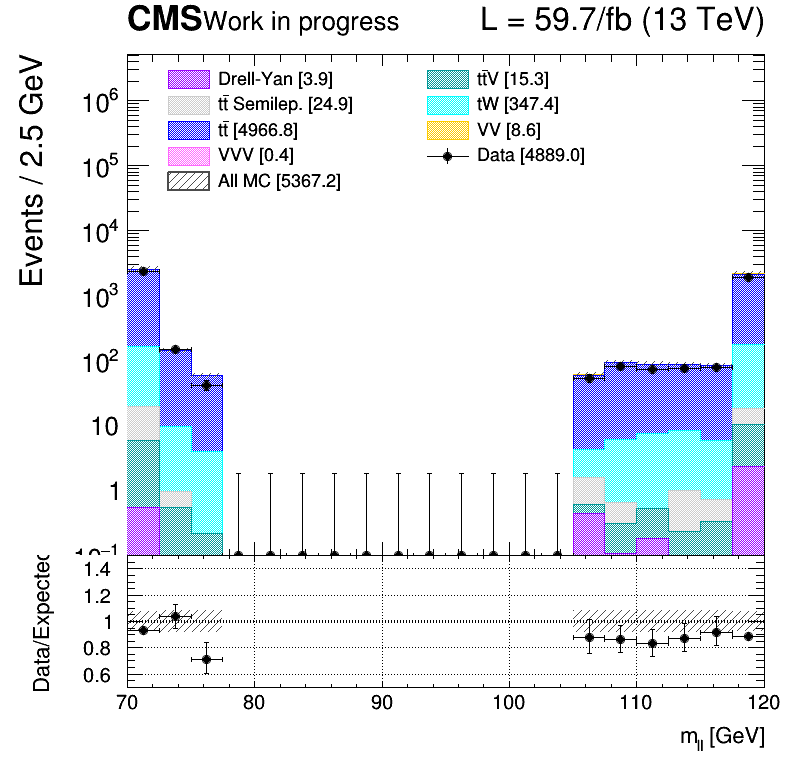 CMS Work in progress L = 59.7/fb (13 TeV)
Events / 2.5 GeV
Drell-Yan [3.9] tt̄V [15.3]
tt̄ Semilep. [24.9] tW [347.4]
tt̄ [4966.8] VV [8.6]
VVV [0.4] Data [4889.0]
All MC [5367.2]
10⁶
10⁵
10⁴
10³
10²
10
1
10⁻¹
Data/Expected
1.4
1.2
1
0.8
0.6
70 80 90 100 110 120
m_ll [GeV]